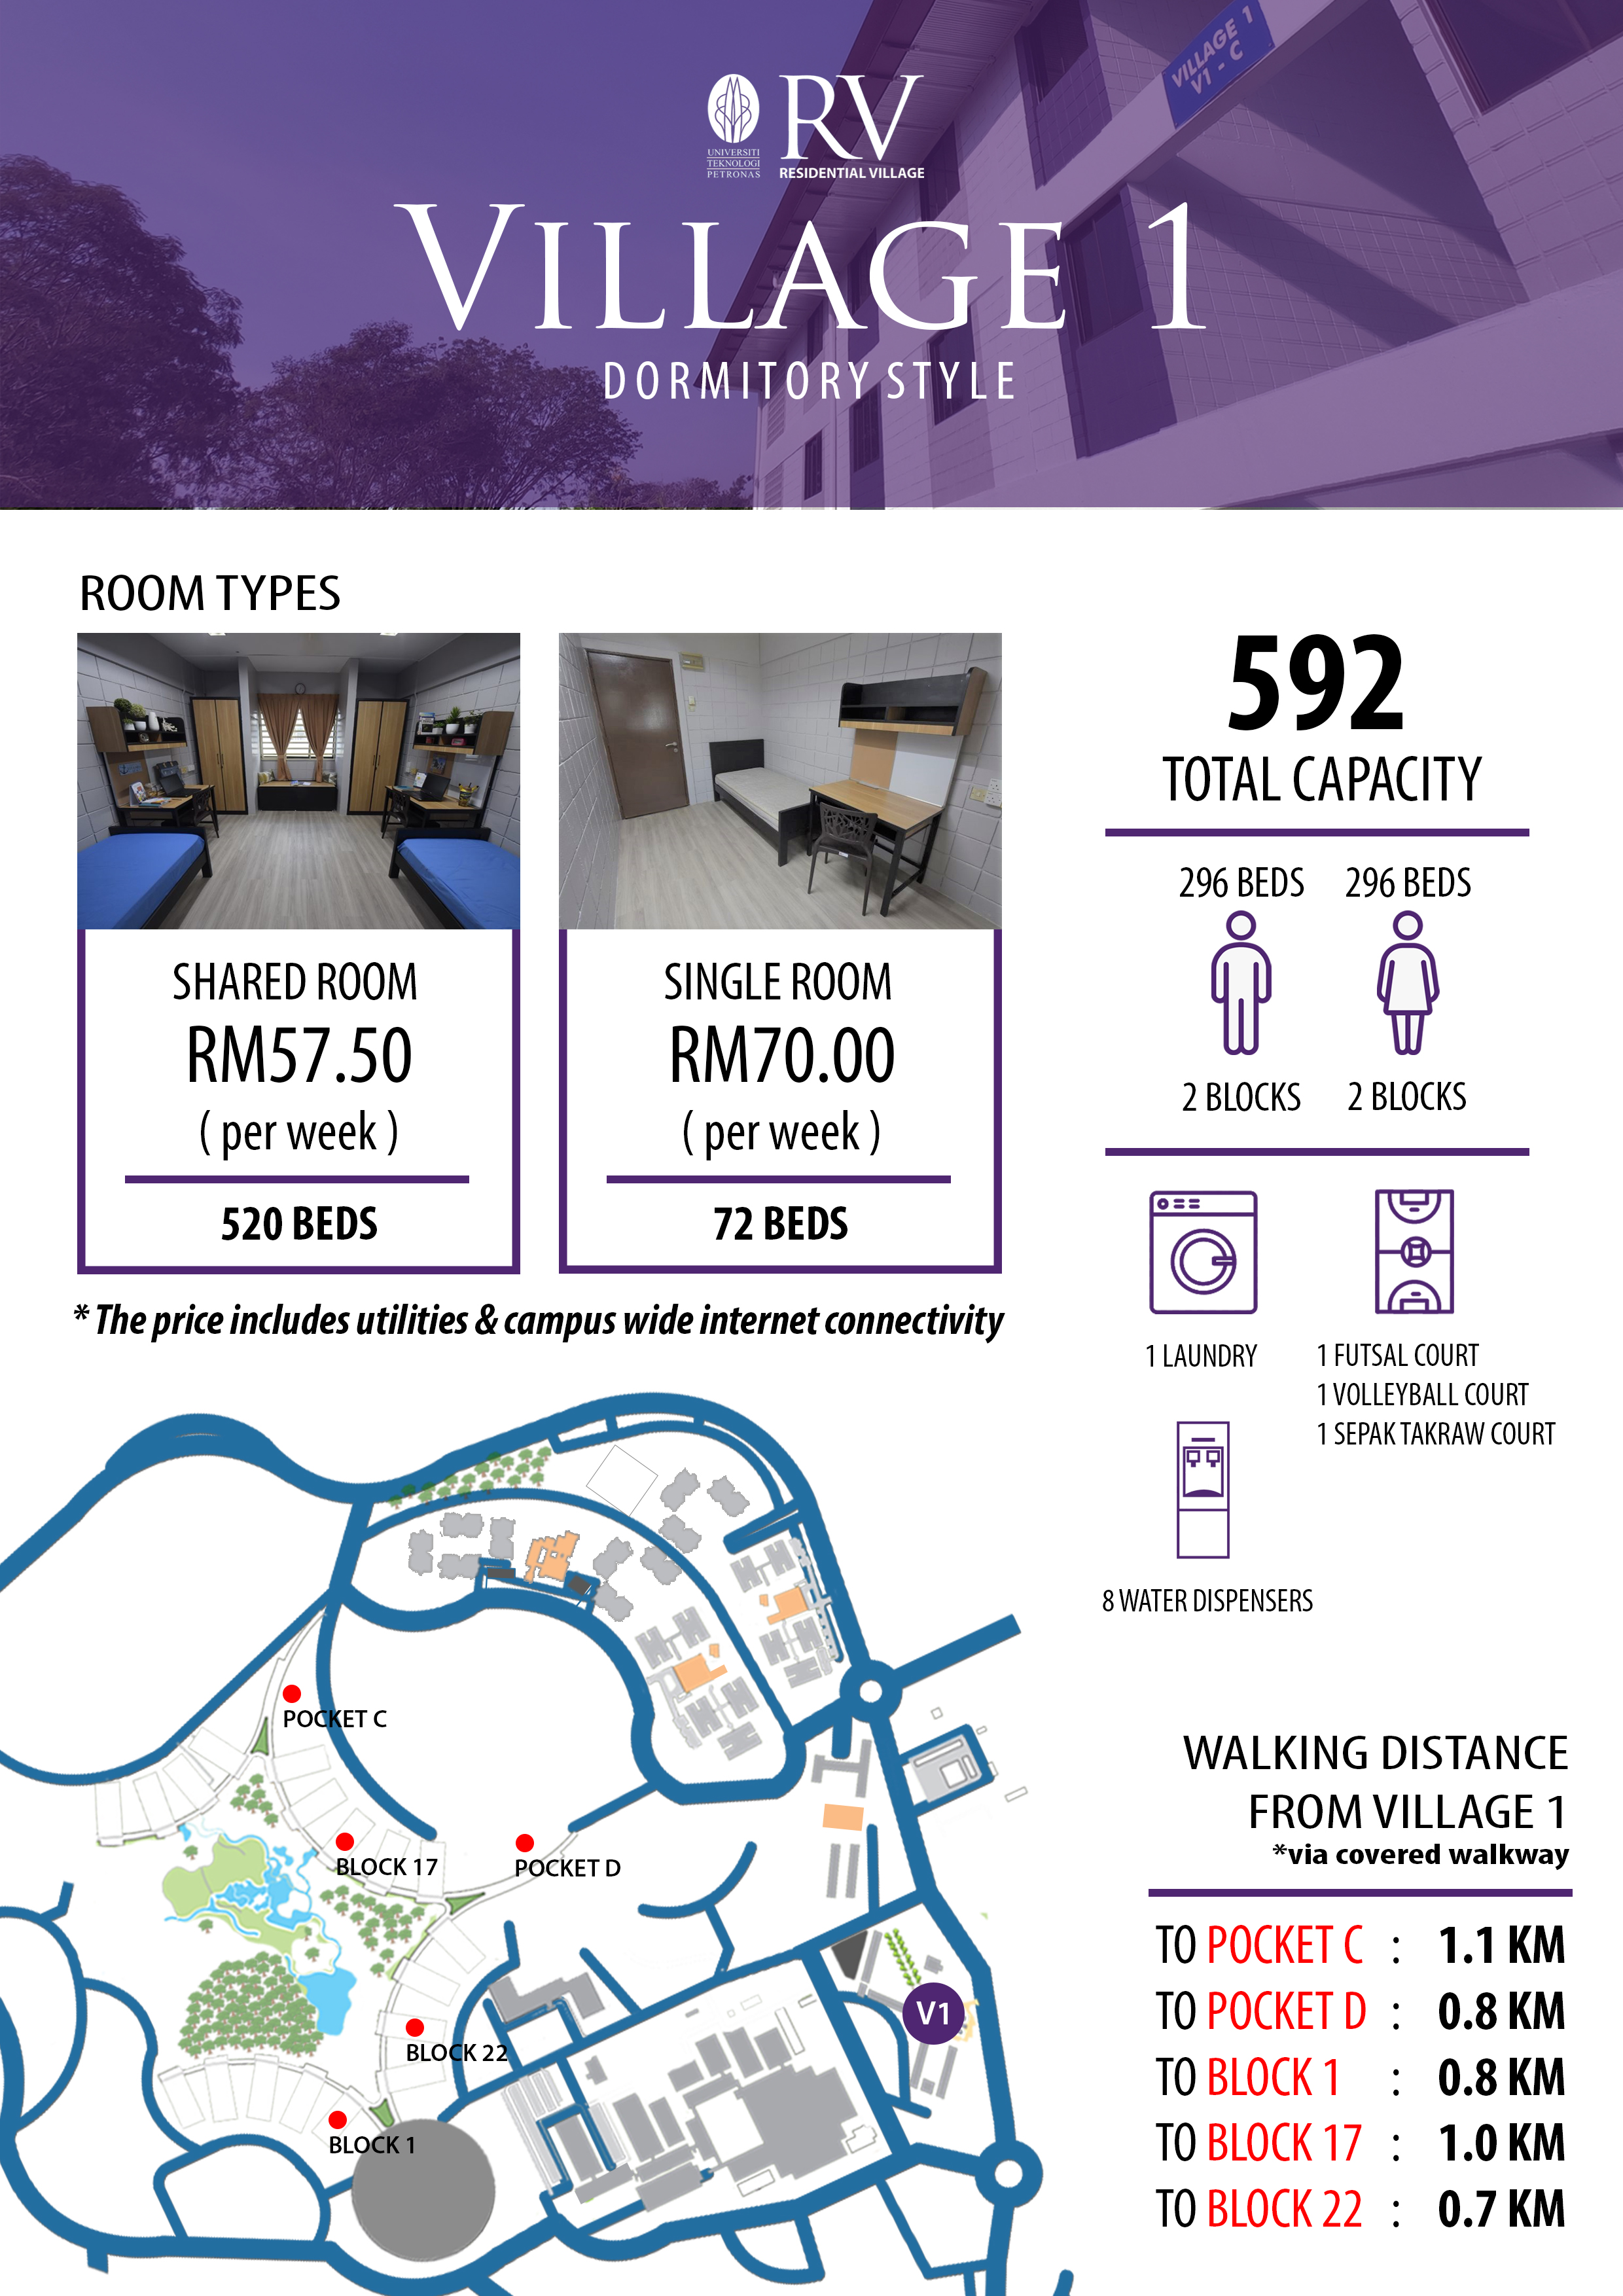 VILLAGE 1
V1 - C
UNIVERSITI
TEKNOLOGI
PETRONAS
RV
RESIDENTIAL VILLAGE
VILLAGE 1
DORMITORY STYLE
ROOM TYPES
SHARED ROOM
RM57.50
( per week )
520 BEDS
SINGLE ROOM
RM70.00
( per week )
72 BEDS
* The price includes utilities & campus wide internet connectivity
592
TOTAL CAPACITY
296 BEDS
296 BEDS
2 BLOCKS
2 BLOCKS
1 LAUNDRY
1 FUTSAL COURT
1 VOLLEYBALL COURT
1 SEPAK TAKRAW COURT
8 WATER DISPENSERS
POCKET C
BLOCK 17
POCKET D
BLOCK 22
BLOCK 1
V1
WALKING DISTANCE
FROM VILLAGE 1
*via covered walkway
TO POCKET C : 1.1 KM
TO POCKET D : 0.8 KM
TO BLOCK 1 : 0.8 KM
TO BLOCK 17 : 1.0 KM
TO BLOCK 22 : 0.7 KM